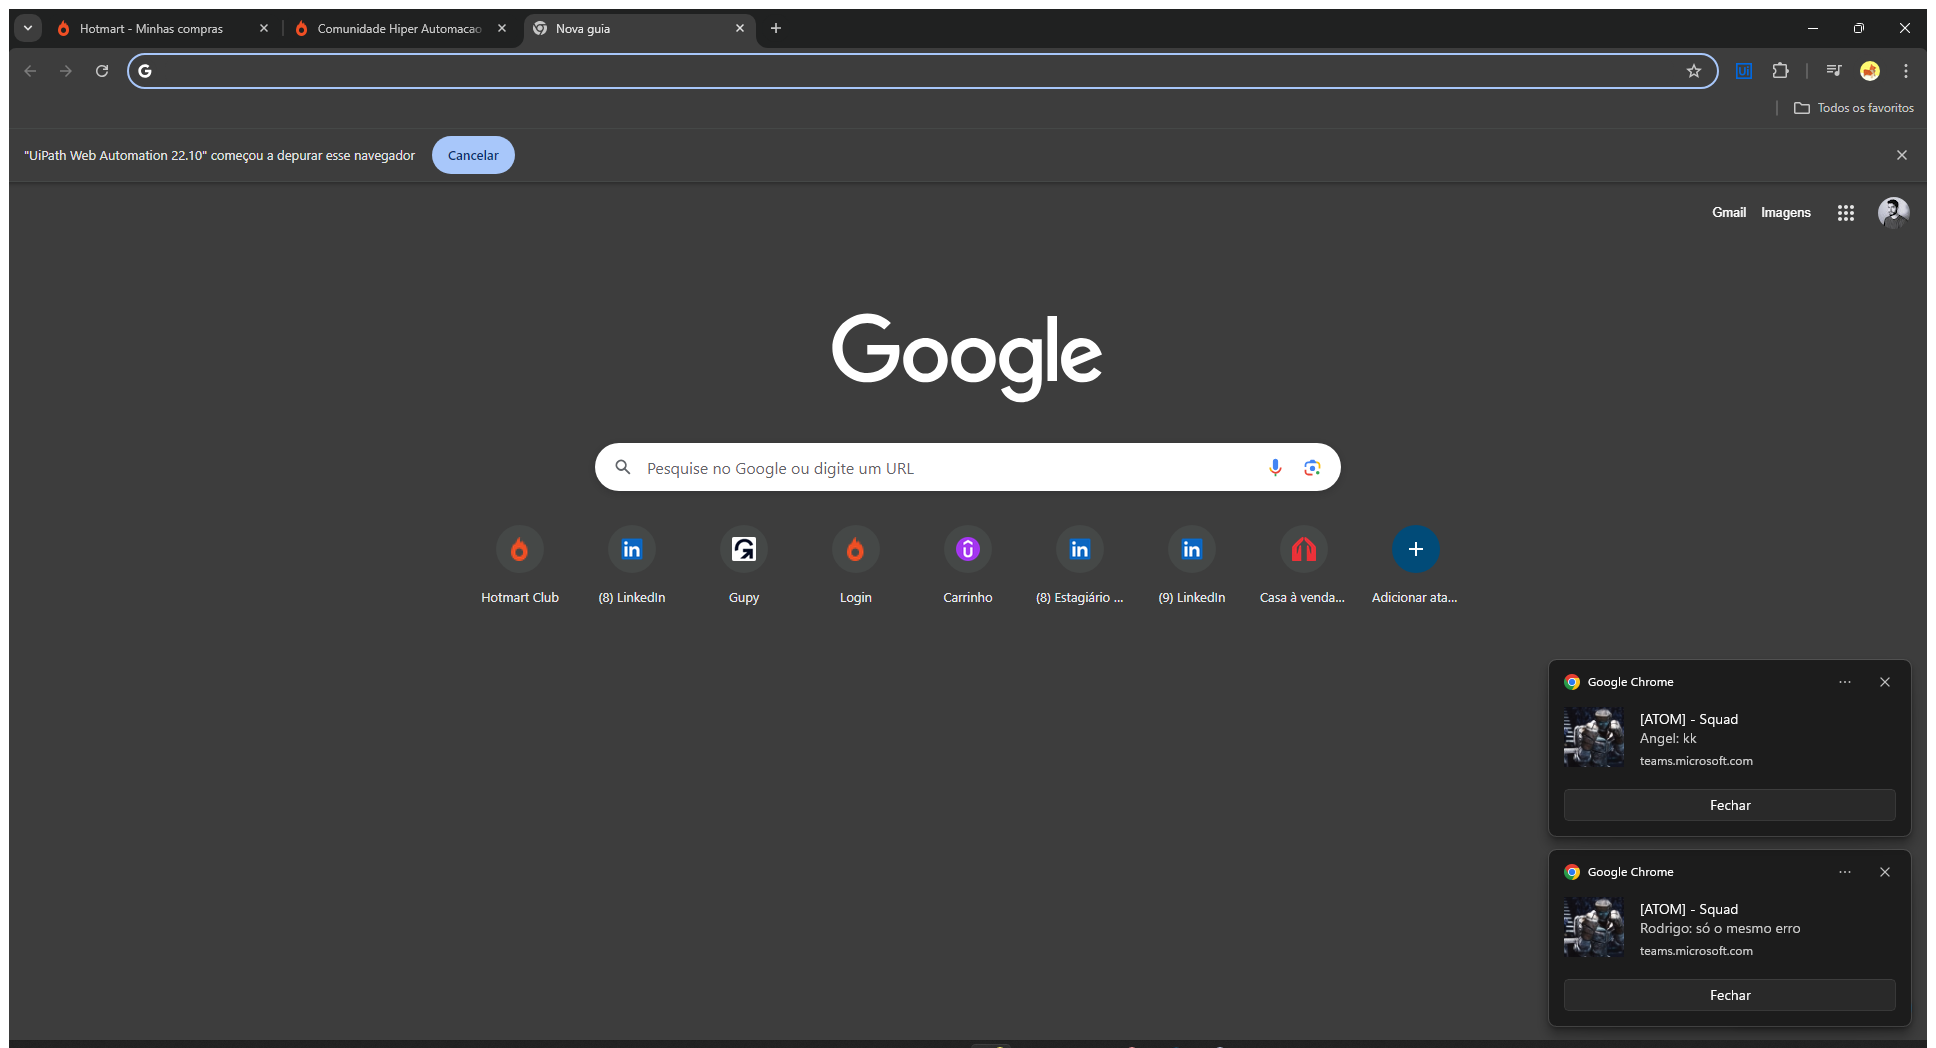 Hotmart - Minhas compras
Comunidade Hiper Automacao
Nova guia
Todos os favoritos
"UiPath Web Automation 22.10" começou a depurar esse navegador
Cancelar
Gmail
Imagens
Google
Pesquise no Google ou digite um URL
Hotmart Club
(8) LinkedIn
Gupy
Login
Carrinho
(8) Estagiário ...
(9) LinkedIn
Casa à venda...
Adicionar ata...
Google Chrome
[ATOM] - Squad
Angel: kk
teams.microsoft.com
Fechar
Google Chrome
[ATOM] - Squad
Rodrigo: só o mesmo erro
teams.microsoft.com
Fechar